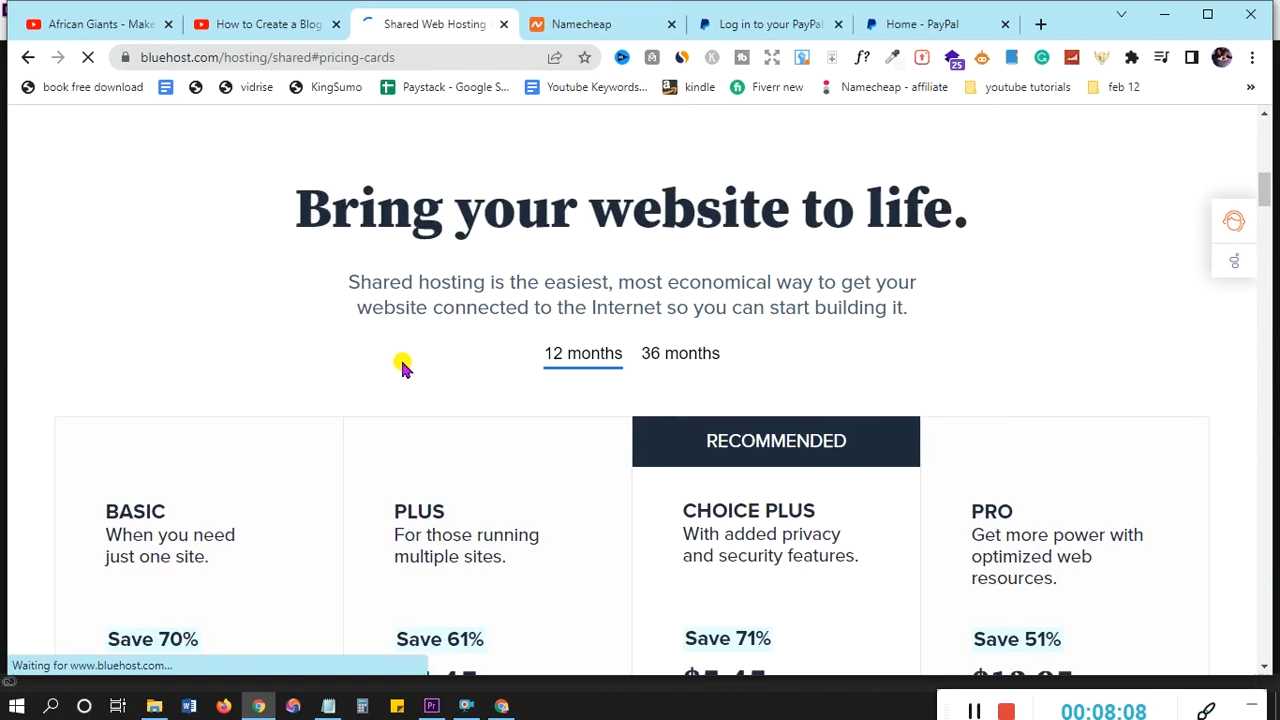 African Giants - Make
How to Create a Blog
Shared Web Hosting
Namecheap
Log in to your PayPal
Home - PayPal
bluehost.com/hosting/shared#pricing-cards
25
book free download
vidrisk
KingSumo
Paystack - Google S...
Youtube Keywords...
kindle
Fiverr new
Namecheap - affiliate
youtube tutorials
feb 12
Bring your website to life.
Shared hosting is the easiest, most economical way to get your
website connected to the Internet so you can start building it.
12 months 36 months
RECOMMENDED
BASIC
When you need
just one site.
PLUS
For those running
multiple sites.
CHOICE PLUS
With added privacy
and security features.
PRO
Get more power with
optimized web
resources.
Save 70%
Save 61%
Save 71%
Save 51%
Waiting for www.bluehost.com...
00:08:08